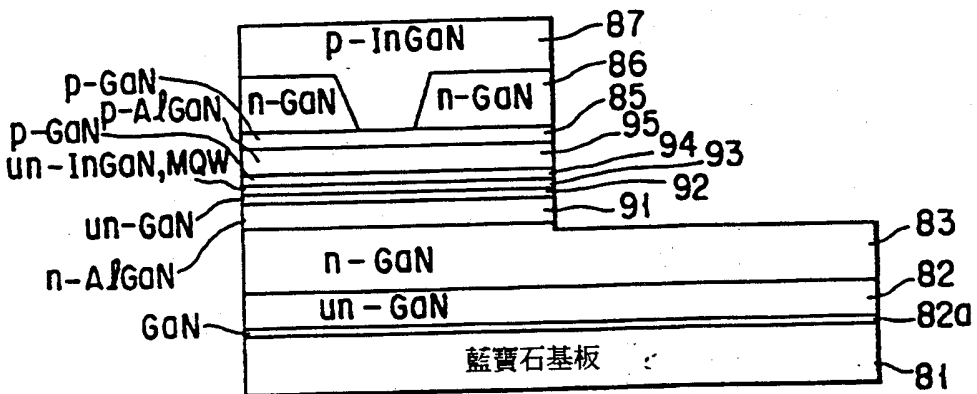 p-InGaN
87
86
p-GaN
n-GaN
n-GaN
85
p-AlGaN
95
p-GaN
94
93
un-InGaN,MQW
92
91
un-GaN
83
n-AlGaN
n-GaN
82
un-GaN
82a
GaN
藍寶石基板
81